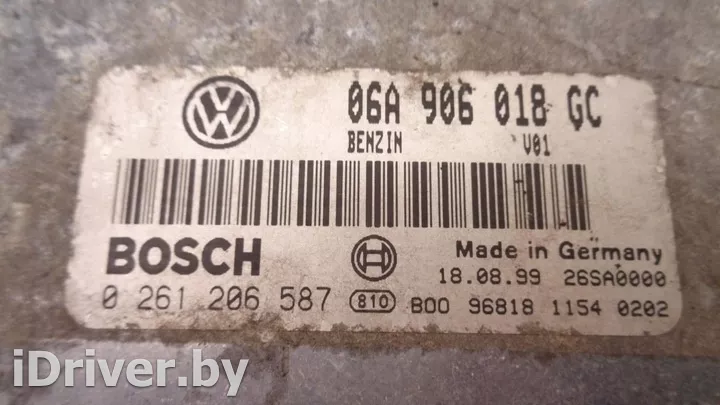 06A 906 018 GC
BENZIN V01
BOSCH
Made in Germany
18.08.99 26SA0000
0 261 206 587 810 B00 96818 1154 0202
iDriver.by